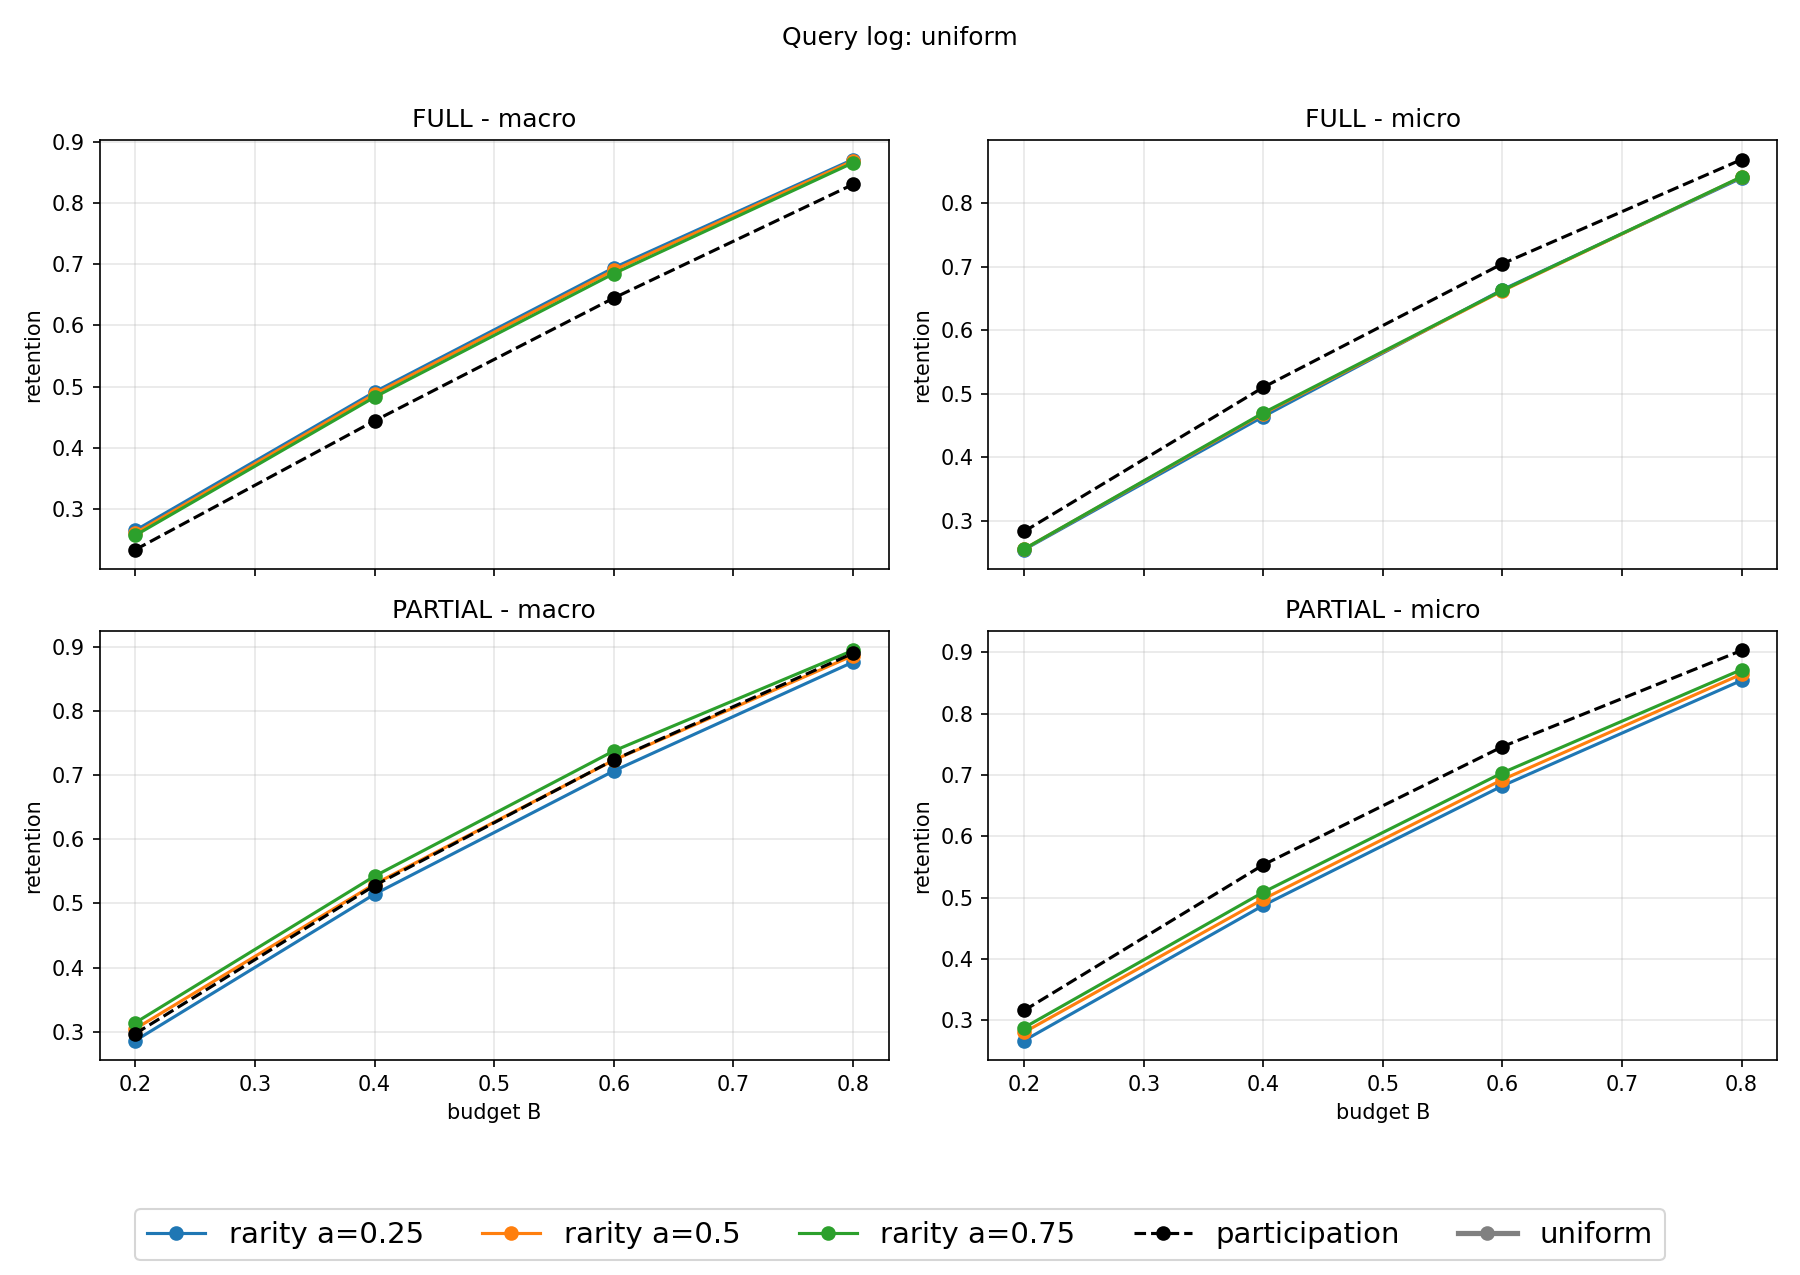 Query log: uniform
FULL - macro
FULL - micro
0.9
0.8
0.7
0.6
0.5
0.4
0.3
retention
0.8
0.7
0.6
0.5
0.4
0.3
retention
PARTIAL - macro
PARTIAL - micro
0.9
0.8
0.7
0.6
0.5
0.4
0.3
retention
0.2 0.3 0.4 0.5 0.6 0.7 0.8
budget B
0.9
0.8
0.7
0.6
0.5
0.4
0.3
retention
0.2 0.3 0.4 0.5 0.6 0.7 0.8
budget B
rarity a=0.25 rarity a=0.5 rarity a=0.75 participation uniform